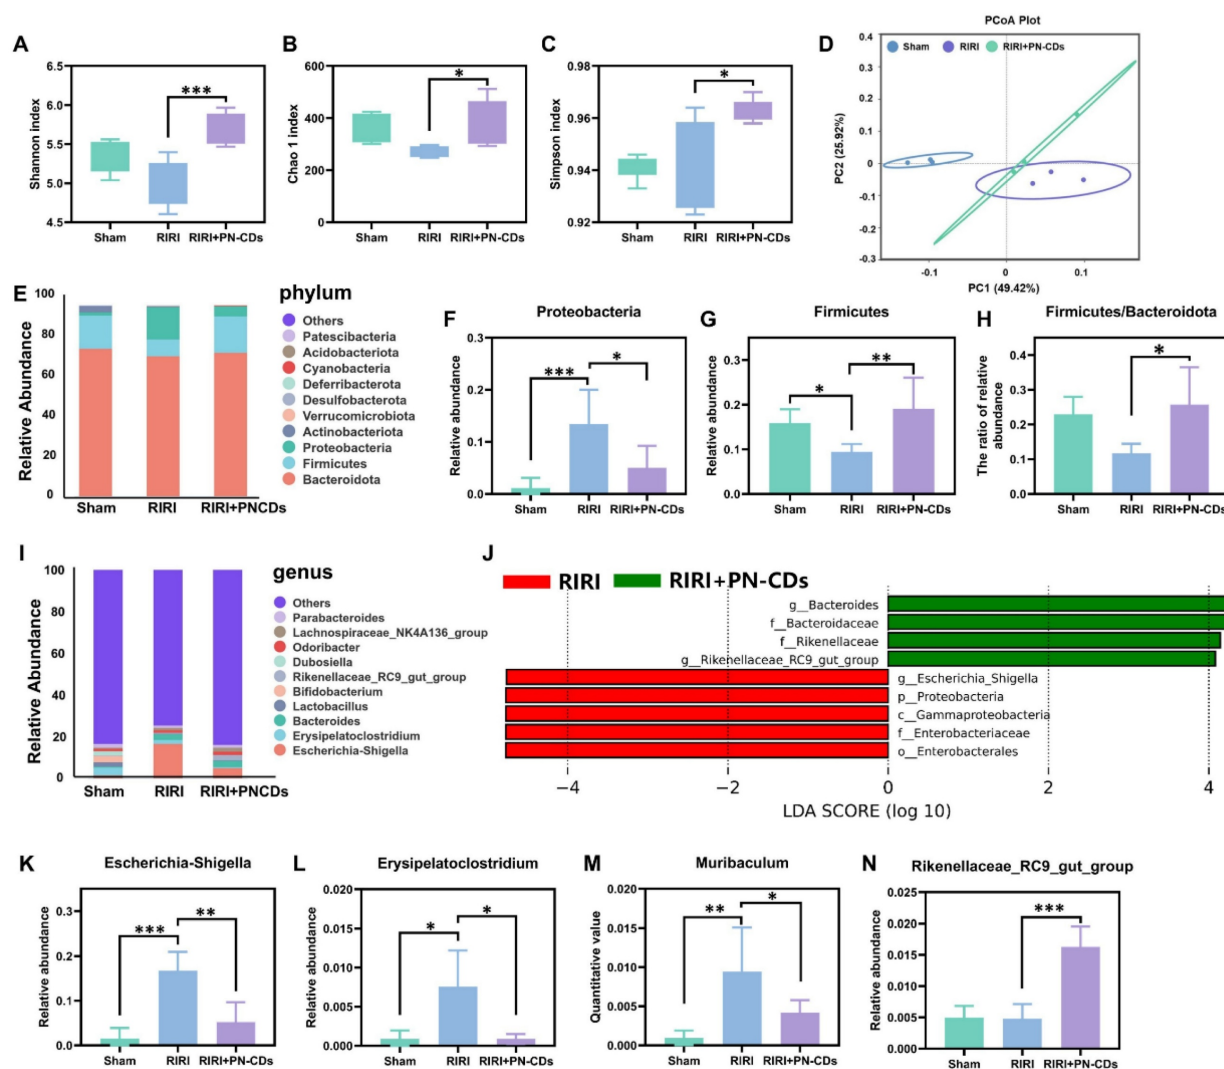 A
Shannon index
6.5
6.0
5.5
5.0
4.5
***
Sham RIRI RIRI+PN-CDs
B
Chao 1 index
600
400
200
0
*
Sham RIRI RIRI+PN-CDs
C
Simpson index
0.98
0.96
0.94
0.92
*
Sham RIRI RIRI+PN-CDs
D
PCoA Plot
Sham RIRI RIRI+PN-CDs
PC2 (25.92%)
0.4
0.3
0.2
0.1
0
-0.1
-0.2
-0.3
-0.1 0 0.1
PC1 (49.42%)
E
Relative Abundance
100
80
60
40
20
0
Sham RIRI RIRI+PNCDs
phylum
Others
Patescibacteria
Acidobacteriota
Cyanobacteria
Deferribacterota
Desulfobacterota
Verrucomicrobiota
Actinobacteriota
Proteobacteria
Firmicutes
Bacteroidota
F
Proteobacteria
Relative abundance
0.3
0.2
0.1
0.0
***
*
Sham RIRI RIRI+PN-CDs
G
Firmicutes
Relative abundance
0.3
0.2
0.1
0.0
*
**
Sham RIRI RIRI+PN-CDs
H
Firmicutes/Bacteroidota
The ratio of relative
abundance
0.4
0.3
0.2
0.1
0.0
*
Sham RIRI RIRI+PN-CDs
I
Relative Abundance
100
80
60
40
20
0
Sham RIRI RIRI+PNCDs
genus
Others
Parabacteroides
Lachnospiraceae_NK4A136_group
Odoribacter
Dubosiella
Rikenellaceae_RC9_gut_group
Bifidobacterium
Lactobacillus
Bacteroides
Erysipelatoclostridium
Escherichia-Shigella
J
RIRI RIRI+PN-CDs
g__Bacteroides
f__Bacteroidaceae
f__Rikenellaceae
g__Rikenellaceae_RC9_gut_group
g__Escherichia_Shigella
p__Proteobacteria
c__Gammaproteobacteria
f__Enterobacteriaceae
o__Enterobacterales
−4 −2 0 2 4
LDA SCORE (log 10)
K
Escherichia-Shigella
Relative abundance
0.3
0.2
0.1
0.0
***
**
Sham RIRI RIRI+PN-CDs
L
Erysipelatoclostridium
Relative abundance
0.020
0.015
0.010
0.005
0.000
*
*
Sham RIRI RIRI+PN-CDs
M
Muribaculum
Quantitative value
0.020
0.015
0.010
0.005
0.000
**
*
Sham RIRI RIRI+PN-CDs
N
Rikenellaceae_RC9_gut_group
Relative abundance
0.025
0.020
0.015
0.010
0.005
0.000
***
Sham RIRI RIRI+PN-CDs